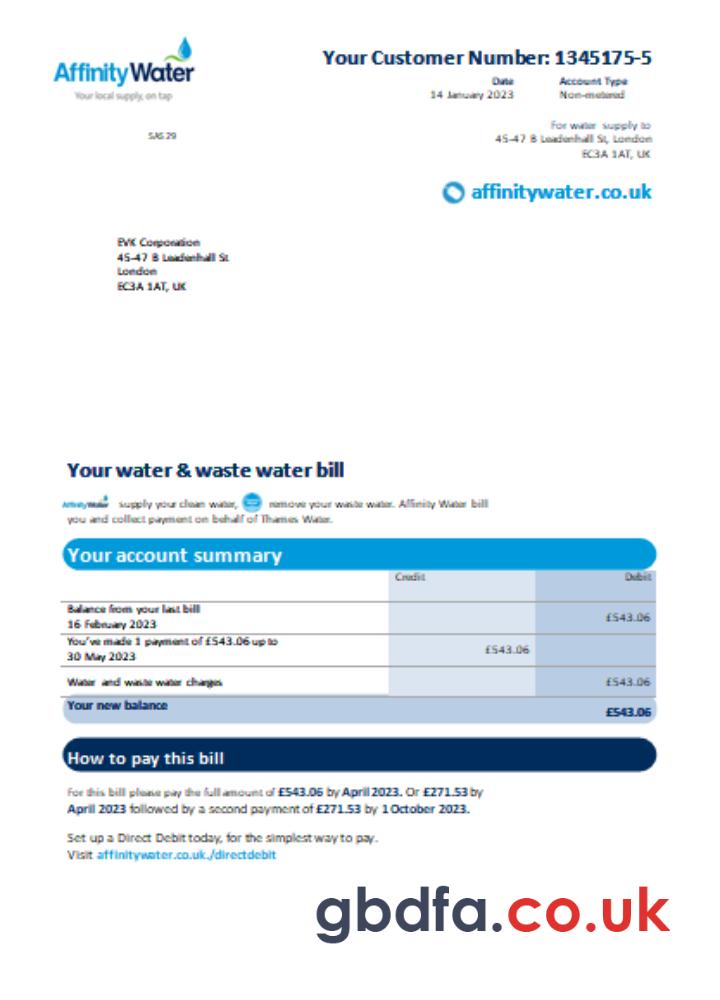 AffinityWater
Your local supply, on tap
Your Customer Number: 1345175-5
Date Account Type
14 January 2023 Non-metered
SAS 29
For water supply to
45-47 B Leadenhall St, London
EC3A 1AT, UK
affinitywater.co.uk
EVK Corporation
45-47 B Leadenhall St
London
EC3A 1AT, UK
Your water & waste water bill
AffinityWater supply your clean water, remove your waste water. Affinity Water bill
you and collect payment on behalf of Thames Water.
Your account summary
Credit Debit
Balance from your last bill
16 February 2023 £543.06
You've made 1 payment of £543.06 up to
30 May 2023 £543.06
Water and waste water charges £543.06
Your new balance £543.06
How to pay this bill
For this bill please pay the full amount of £543.06 by April 2023. Or £271.53 by
April 2023 followed by a second payment of £271.53 by 1 October 2023.
Set up a Direct Debit today, for the simplest way to pay.
Visit affinitywater.co.uk./directdebit
gbdfa.co.uk